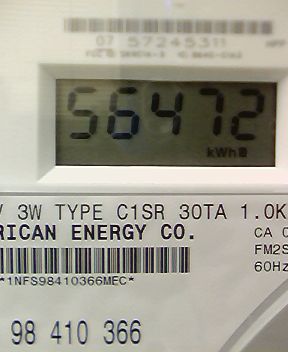 07 57245311
56472
kWh
V 3W TYPE C1SR 30TA 1.0K
RICAN ENERGY CO.
CA 0
FM2S
60Hz
*1NFS98410366MEC*
98 410 366